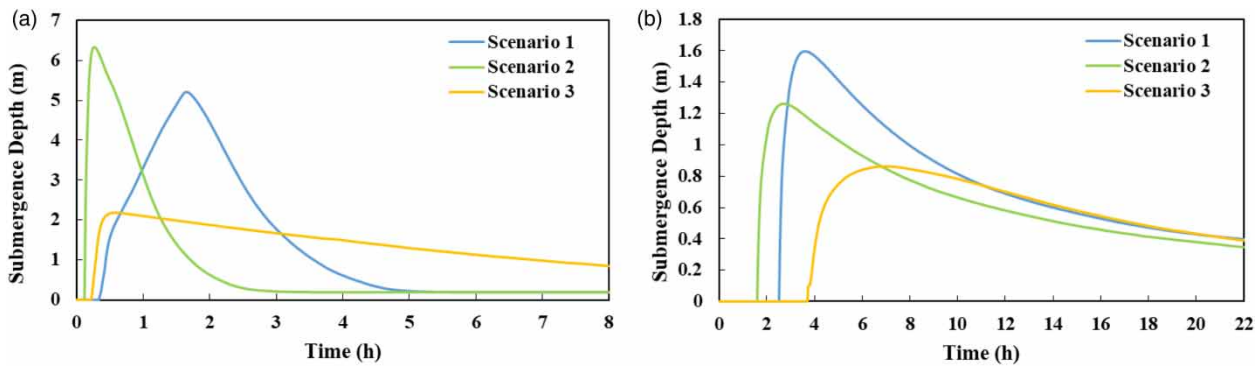 (a)
7
6
5
4
3
2
1
0
Submergence Depth (m)
Scenario 1
Scenario 2
Scenario 3
0 1 2 3 4 5 6 7 8
Time (h)
(b)
1.8
1.6
1.4
1.2
1
0.8
0.6
0.4
0.2
0
Submergence Depth (m)
Scenario 1
Scenario 2
Scenario 3
0 2 4 6 8 10 12 14 16 18 20 22
Time (h)